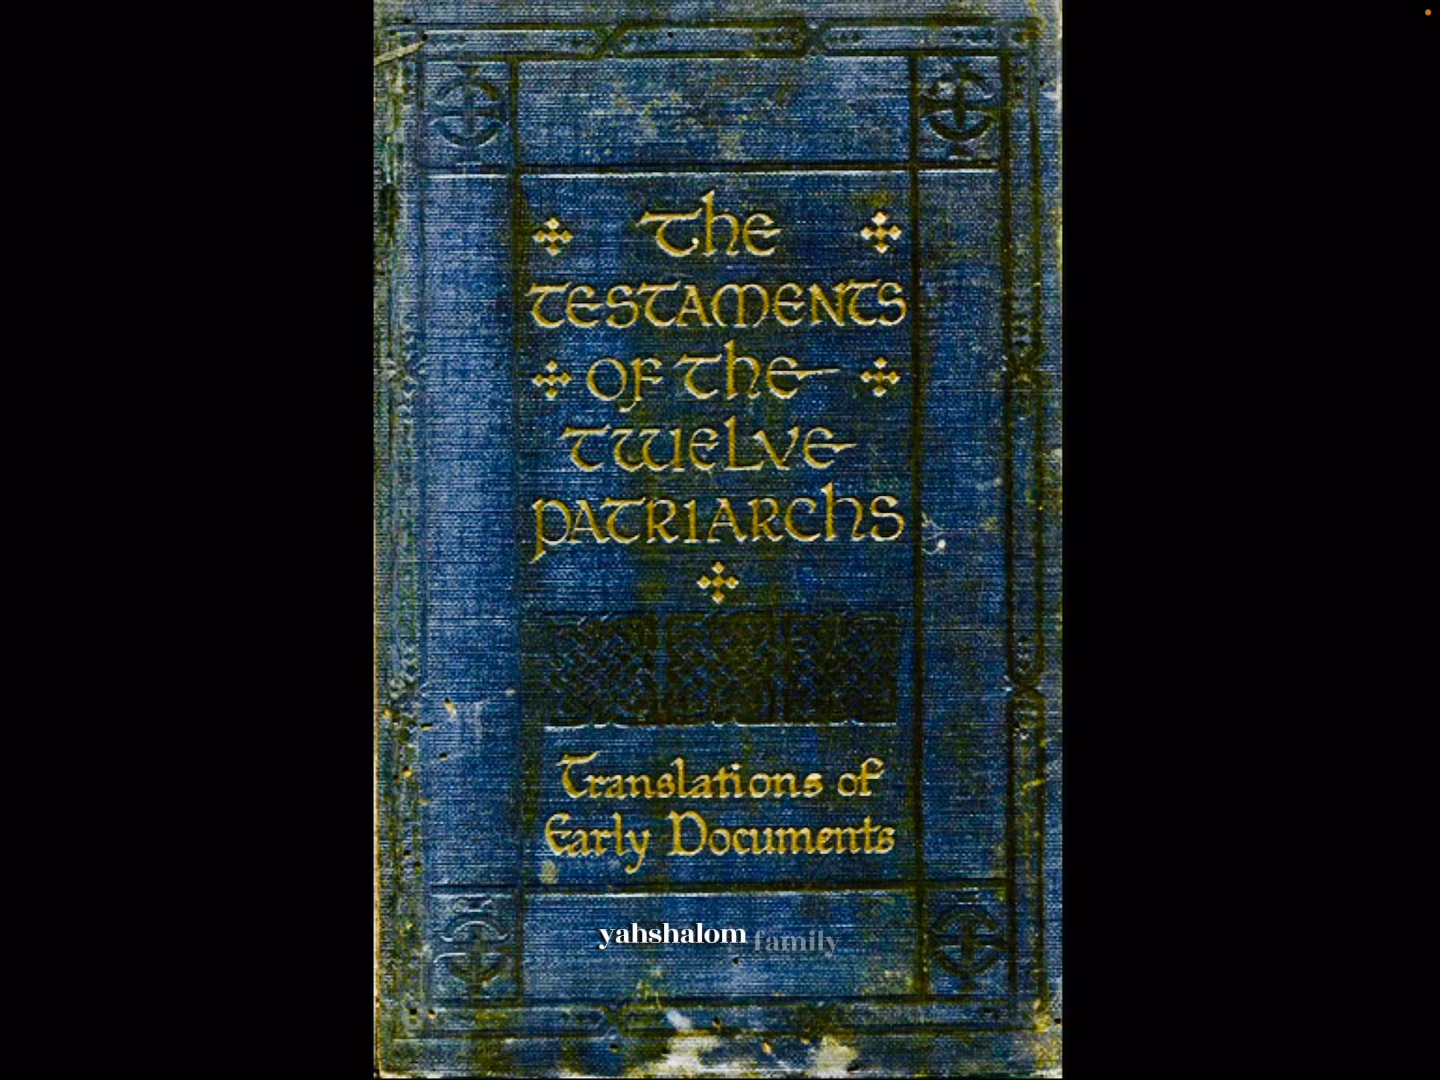 The
Testaments
of the
Twelve
Patriarchs
Translations of
Early Documents
yahshalom family